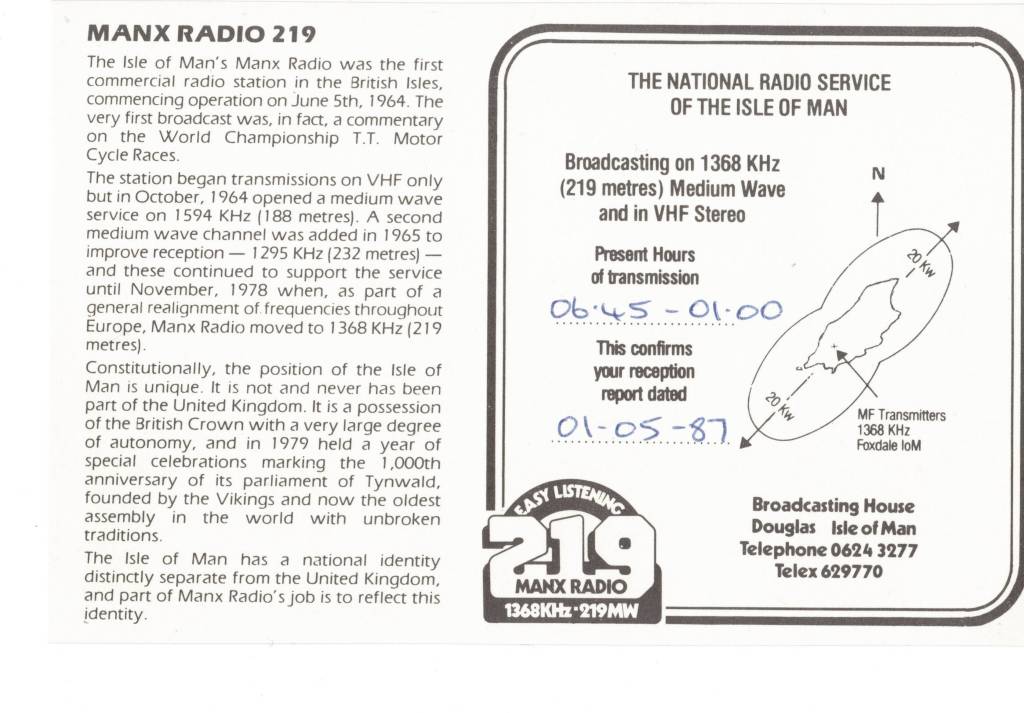 MANX RADIO 219
The Isle of Man's Manx Radio was the first
commercial radio station in the British Isles,
commencing operation on June 5th, 1964. The
very first broadcast was, in fact, a commentary
on the World Championship T.T. Motor
Cycle Races.
The station began transmissions on VHF only
but in October, 1964 opened a medium wave
service on 1594 KHz (188 metres). A second
medium wave channel was added in 1965 to
improve reception — 1295 KHz (232 metres) —
and these continued to support the service
until November, 1978 when, as part of a
general realignment of frequencies throughout
Europe, Manx Radio moved to 1368 KHz (219
metres).
Constitutionally, the position of the Isle of
Man is unique. It is not and never has been
part of the United Kingdom. It is a possession
of the British Crown with a very large degree
of autonomy, and in 1979 held a year of
special celebrations marking the 1,000th
anniversary of its parliament of Tynwald,
founded by the Vikings and now the oldest
assembly in the world with unbroken
traditions.
The Isle of Man has a national identity
distinctly separate from the United Kingdom,
and part of Manx Radio's job is to reflect this
identity.
THE NATIONAL RADIO SERVICE
OF THE ISLE OF MAN
Broadcasting on 1368 KHz
(219 metres) Medium Wave
and in VHF Stereo
Present Hours
of transmission
06·45 - 01·00
This confirms
your reception
report dated
01-05-87
N
20 Kw
20 Kw
MF Transmitters
1368 KHz
Foxdale IoM
EASY LISTENING
219
MANX RADIO
1368KHz·219MW
Broadcasting House
Douglas Isle of Man
Telephone 0624 3277
Telex 629770